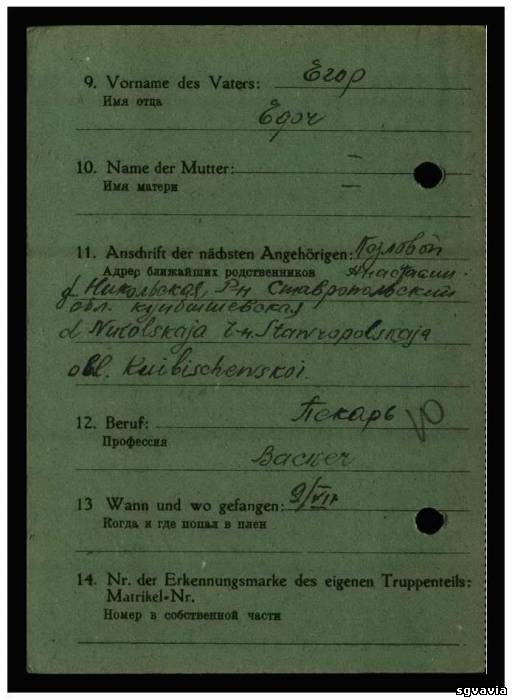 9. Vorname des Vaters: Егор
Имя отца
Egor
10. Name der Mutter: —
Имя матери —
11. Anschrift der nächsten Angehörigen: Козловой
Адрес ближайших родственников Анастасии
д. Никольская, Р-н Ставропольский
обл. куйбышевская
d Nikolskaja r-n. Stawropolskaja
obl. Kuibischewskoi.
12. Beruf: Пекарь
Профессия
Backer
13 Wann und wo gefangen: 9/VII
Когда и где попал в плен
14. Nr. der Erkennungsmarke des eigenen Truppenteils:
Matrikel-Nr.
Номер в собственной части
sgvavia